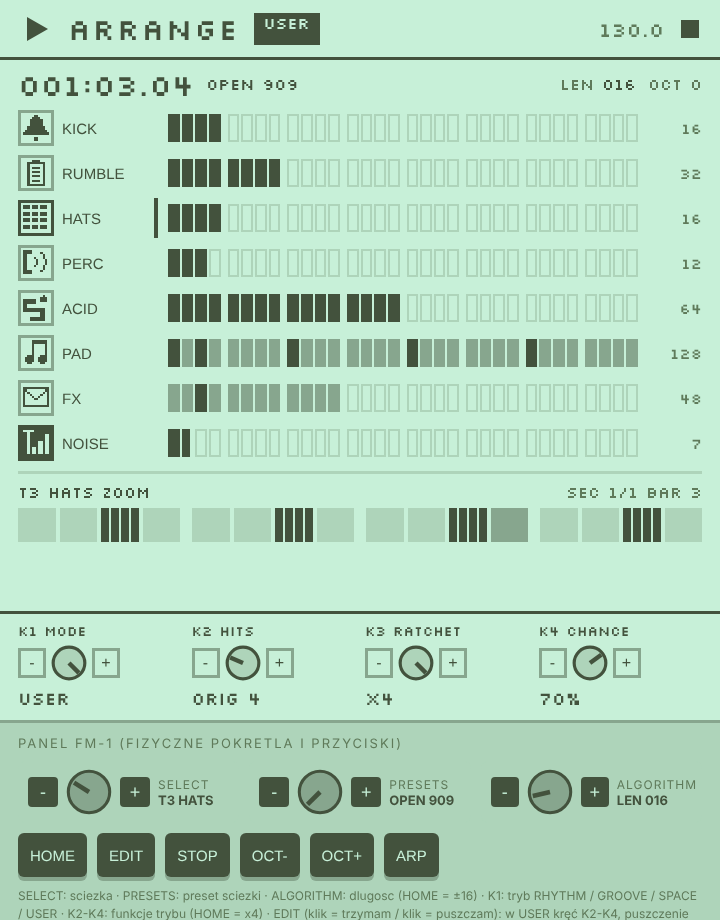 ARRANGE USER 130.0
001:03.04 OPEN 909 LEN 016 OCT 0
KICK 16
RUMBLE 32
HATS 16
PERC 12
ACID 64
PAD 128
FX 48
NOISE 7
T3 HATS ZOOM SEC 1/1 BAR 3
K1 MODE K2 HITS K3 RATCHET K4 CHANCE
- + - + - + - +
USER ORIG 4 X4 70%
PANEL FM-1 (FIZYCZNE POKRETLA I PRZYCISKI)
- + SELECT - + PRESETS - + ALGORITHM
T3 HATS OPEN 909 LEN 016
HOME EDIT STOP OCT- OCT+ ARP
SELECT: sciezka · PRESETS: preset sciezki · ALGORITHM: dlugosc (HOME = ±16) · K1: tryb RHYTHM / GROOVE / SPACE
/ USER · K2-K4: funkcje trybu (HOME = x4) · EDIT (klik = trzymam / klik = puszczam): w USER kręć K2-K4, puszczenie